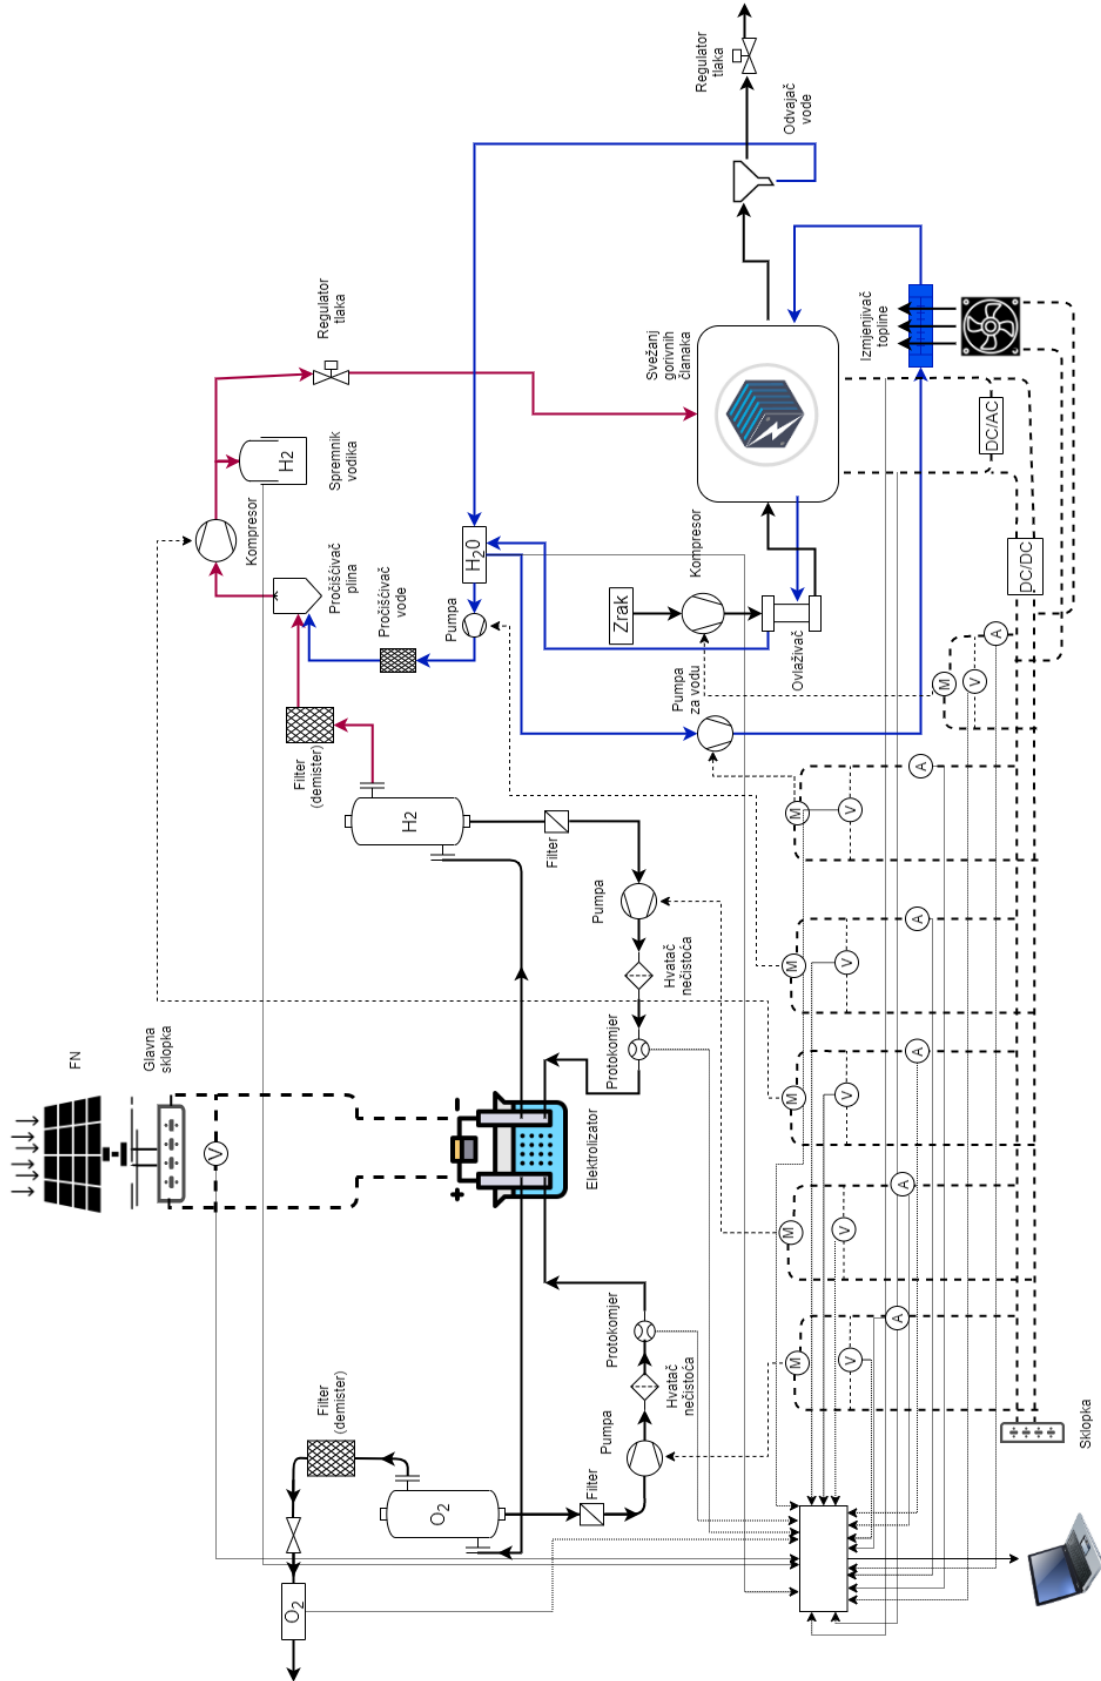 FN
Glavna
sklopka
V
Regulator
tlaka
Kompresor
H2
Spremnik
vodika
Pročišćivač
plina
Filter
(demister)
O₂
Filter
(demister)
Pročišćivač
vode
H2
O₂
Pumpa
H₂0
+
-
Elektrolizator
Filter
Filter
Pumpa
Hvatač
nečistoća
Protokomjer
Pumpa
Hvatač
nečistoća
Protokomjer
Zrak
Kompresor
Pumpa
za vodu
Ovlaživač
Svežanj
gorivnih
članaka
Regulator
tlaka
Odvajač
vode
Izmjenjivač
topline
M
M
M
M
M
M
V
V
V
V
V
V
A
A
A
A
A
A
DC/AC
DC/DC
Sklopka